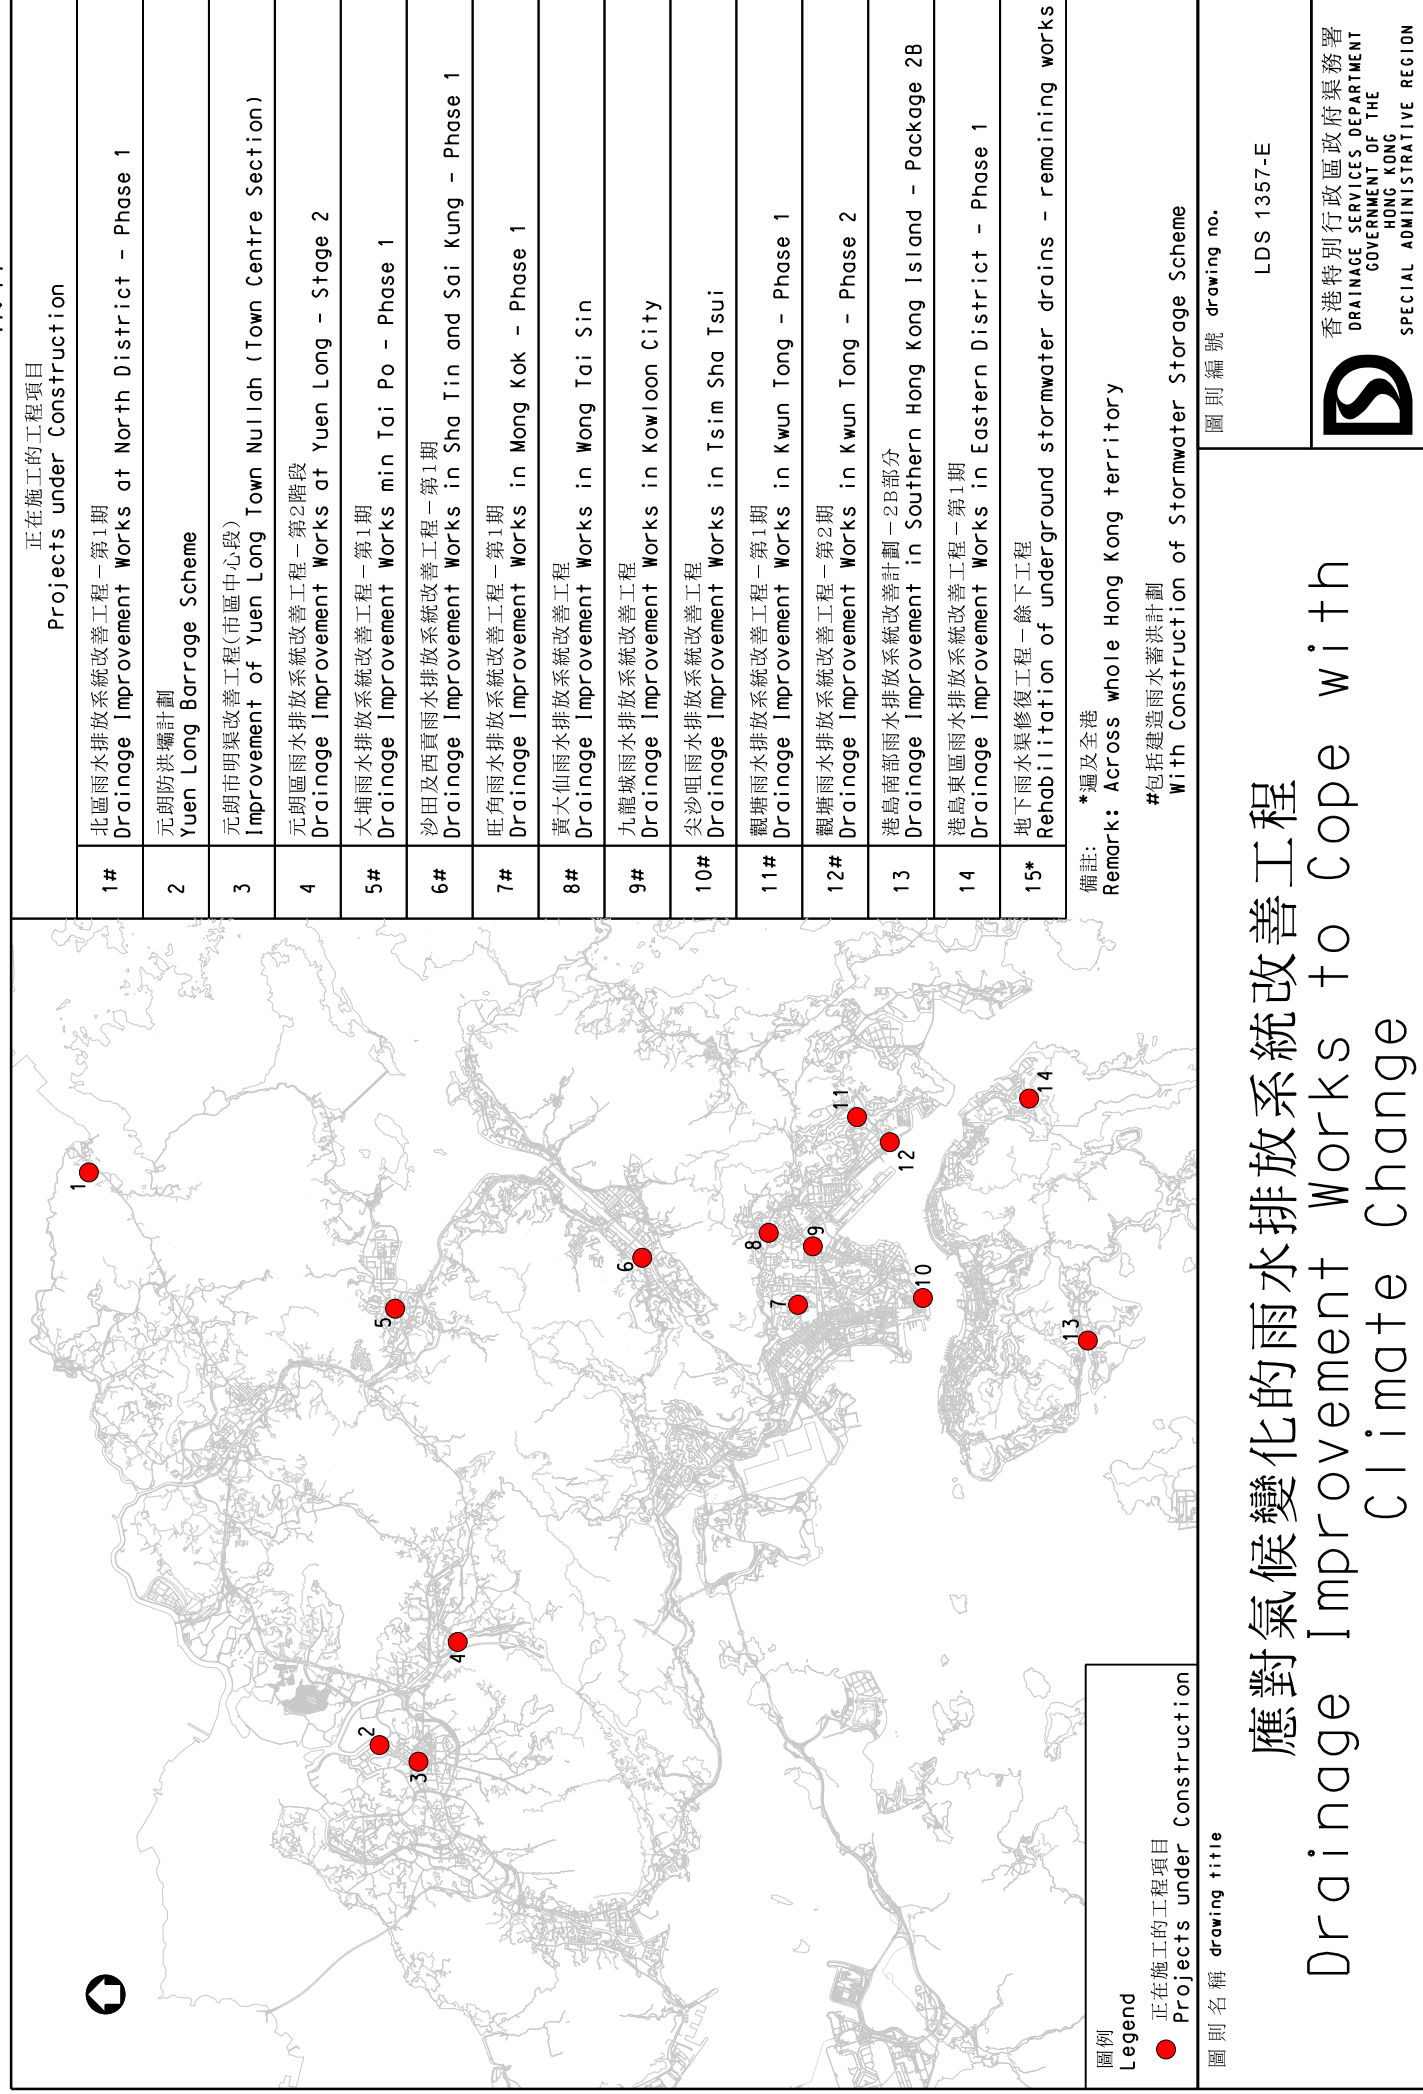 正在施工的工程項目
Projects under Construction
1#
北區雨水排放系統改善工程－第1期
Drainage Improvement Works at North District - Phase 1
2
元朗防洪壩計劃
Yuen Long Barrage Scheme
3
元朗市明渠改善工程(市區中心段)
Improvement of Yuen Long Town Nullah (Town Centre Section)
4
元朗區雨水排放系統改善工程－第2階段
Drainage Improvement Works at Yuen Long - Stage 2
5#
大埔雨水排放系統改善工程－第1期
Drainage Improvement Works min Tai Po - Phase 1
6#
沙田及西貢雨水排放系統改善工程－第1期
Drainage Improvement Works in Sha Tin and Sai Kung - Phase 1
7#
旺角雨水排放系統改善工程－第1期
Drainage Improvement Works in Mong Kok - Phase 1
8#
黃大仙雨水排放系統改善工程
Drainage Improvement Works in Wong Tai Sin
9#
九龍城雨水排放系統改善工程
Drainage Improvement Works in Kowloon City
10#
尖沙咀雨水排放系統改善工程
Drainage Improvement Works in Tsim Sha Tsui
11#
觀塘雨水排放系統改善工程－第1期
Drainage Improvement Works in Kwun Tong - Phase 1
12#
觀塘雨水排放系統改善工程－第2期
Drainage Improvement Works in Kwun Tong - Phase 2
13
港島南部雨水排放系統改善計劃－2B部分
Drainage Improvement in Southern Hong Kong Island - Package 2B
14
港島東區雨水排放系統改善工程－第1期
Drainage Improvement Works in Eastern District - Phase 1
15*
地下雨水渠修復工程－餘下工程
Rehabilitation of underground stormwater drains - remaining works
備註: *遍及全港
Remark: Across whole Hong Kong territory
#包括建造雨水蓄洪計劃
With Construction of Stormwater Storage Scheme
1
2
3
4
5
6
7
8
9
10
11
12
13
14
圖例
Legend
正在施工的工程項目
Projects under Construction
圖則名稱 drawing title
應對氣候變化的雨水排放系統改善工程
Drainage Improvement Works to Cope with
Climate Change
圖則編號 drawing no.
LDS 1357-E
香港特別行政區政府渠務署
DRAINAGE SERVICES DEPARTMENT
GOVERNMENT OF THE
HONG KONG
SPECIAL ADMINISTRATIVE REGION